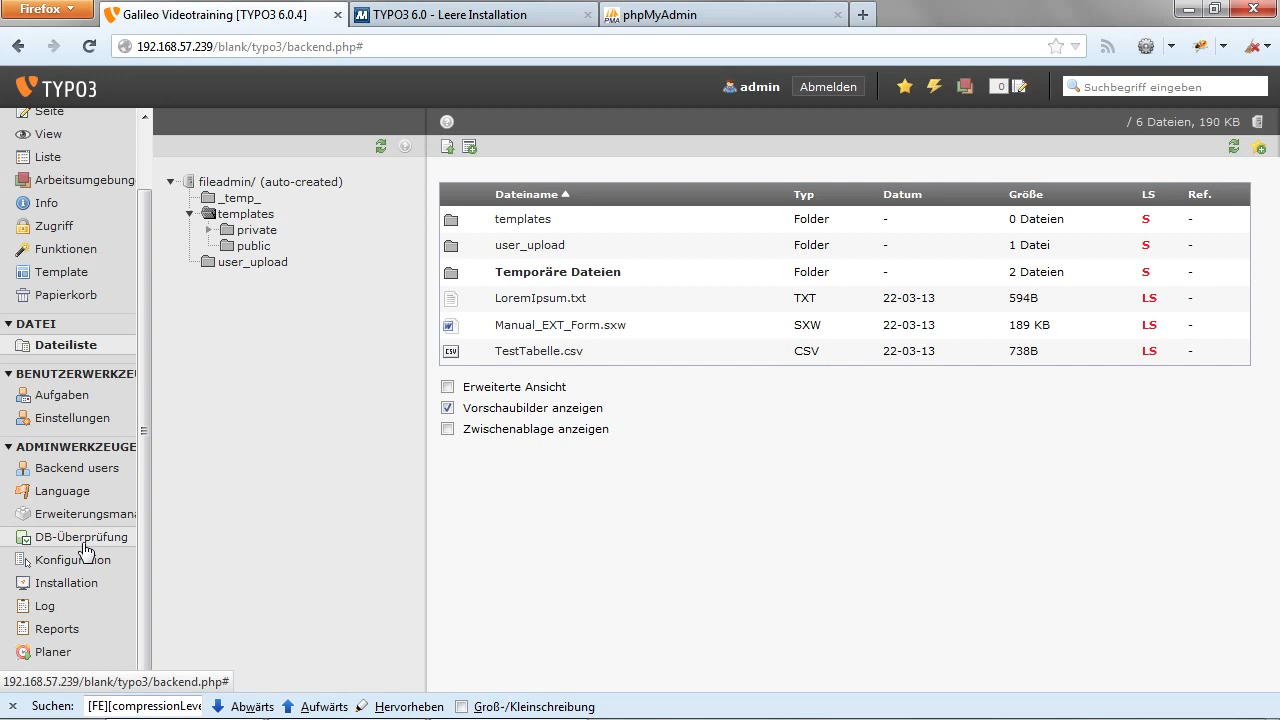 Firefox
Galileo Videotraining [TYPO3 6.0.4]
TYPO3 6.0 - Leere Installation
PMA phpMyAdmin
192.168.57.239/blank/typo3/backend.php#
TYPO3
admin
Abmelden
0
Suchbegriff eingeben
/ 6 Dateien, 190 KB
Seite
View
Liste
Arbeitsumgebung
Info
Zugriff
Funktionen
Template
Papierkorb
DATEI
Dateiliste
BENUTZERWERKZE
Aufgaben
Einstellungen
ADMINWERKZEUGE
Backend users
Language
Erweiterungsmana
DB-Überprüfung
Konfiguration
Installation
Log
Reports
Planer
fileadmin/ (auto-created)
_temp_
templates
private
public
user_upload
Dateiname Typ Datum Größe LS Ref.
templates Folder - 0 Dateien S -
user_upload Folder - 1 Datei S -
Temporäre Dateien Folder - 2 Dateien S -
LoremIpsum.txt TXT 22-03-13 594B LS -
Manual_EXT_Form.sxw SXW 22-03-13 189 KB LS -
CSV TestTabelle.csv CSV 22-03-13 738B LS -
Erweiterte Ansicht
Vorschaubilder anzeigen
Zwischenablage anzeigen
192.168.57.239/blank/typo3/backend.php#
Suchen: [FE][compressionLeve Abwärts Aufwärts Hervorheben Groß-/Kleinschreibung